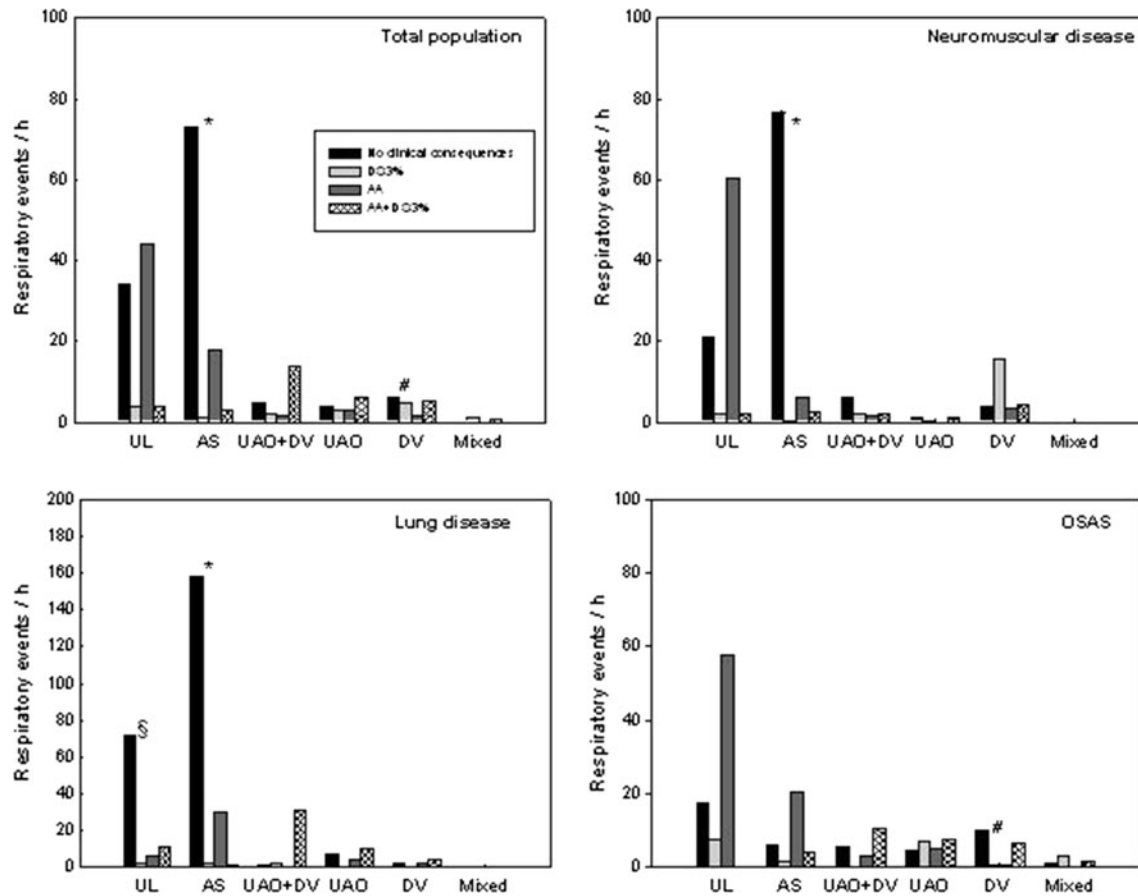 Total population
Respiratory events / h
100
80
60
40
20
0
*
#
No clinical consequences
DO3%
AA
AA+DO3%
UL AS UAO+DV UAO DV Mixed
Neuromuscular disease
Respiratory events / h
100
80
60
40
20
0
*
UL AS UAO+DV UAO DV Mixed
Lung disease
Respiratory events / h
200
180
160
140
120
100
80
60
40
20
0
*
§
UL AS UAO+DV UAO DV Mixed
OSAS
Respiratory events / h
100
80
60
40
20
0
#
UL AS UAO+DV UAO DV Mixed